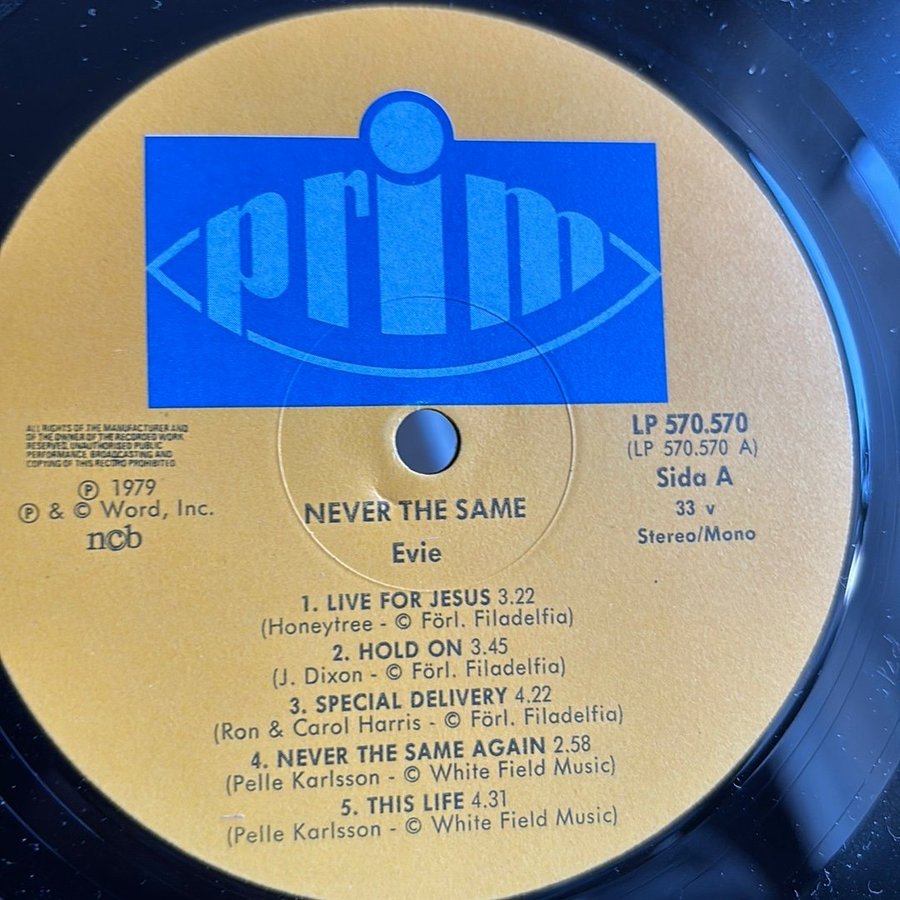 prim
ALL RIGHTS OF THE MANUFACTURER AND
OF THE OWNER OF THE RECORDED WORK
RESERVED. UNAUTHORISED PUBLIC
PERFORMANCE, BROADCASTING AND
COPYING OF THIS RECORD PROHIBITED.
℗ 1979
℗ & © Word, Inc.
ncb
LP 570.570
(LP 570.570 A)
Sida A
33 v
Stereo/Mono
NEVER THE SAME
Evie
1. LIVE FOR JESUS 3.22
(Honeytree - © Förl. Filadelfia)
2. HOLD ON 3.45
(J. Dixon - © Förl. Filadelfia)
3. SPECIAL DELIVERY 4.22
(Ron & Carol Harris - © Förl. Filadelfia)
4. NEVER THE SAME AGAIN 2.58
(Pelle Karlsson - © White Field Music)
5. THIS LIFE 4.31
(Pelle Karlsson - © White Field Music)